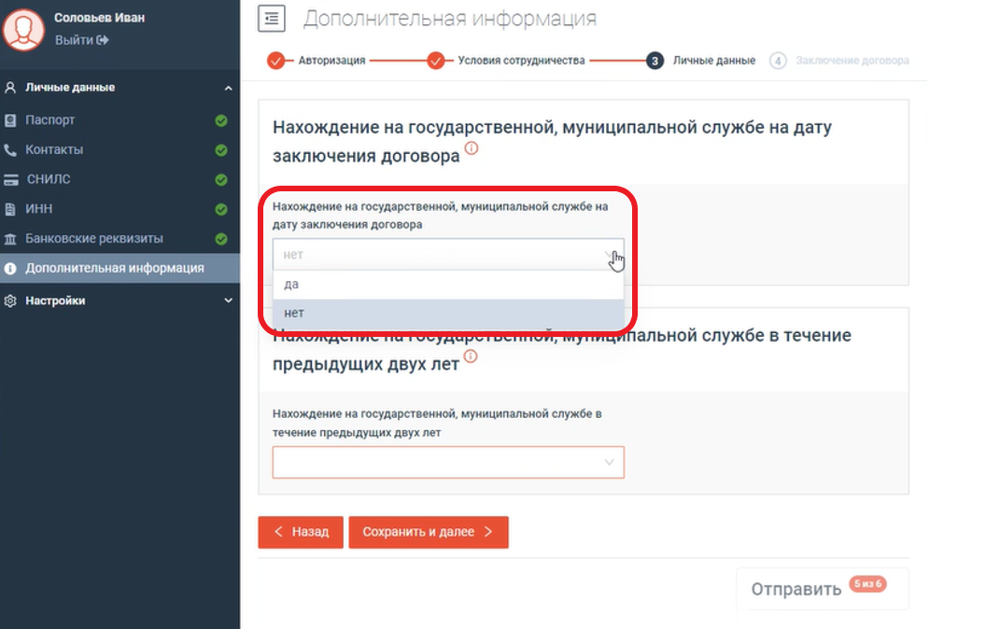 Соловьев Иван
Выйти
Личные данные
Паспорт
Контакты
СНИЛС
ИНН
Банковские реквизиты
Дополнительная информация
Настройки
Дополнительная информация
Авторизация
Условия сотрудничества
3 Личные данные
4 Заключение договора
Нахождение на государственной, муниципальной службе на дату
заключения договора
Нахождение на государственной, муниципальной службе на
дату заключения договора
нет
да
нет
Нахождение на государственной, муниципальной службе в течение
предыдущих двух лет
Нахождение на государственной, муниципальной службе в
течение предыдущих двух лет
Назад
Сохранить и далее
Отправить 5 из 6